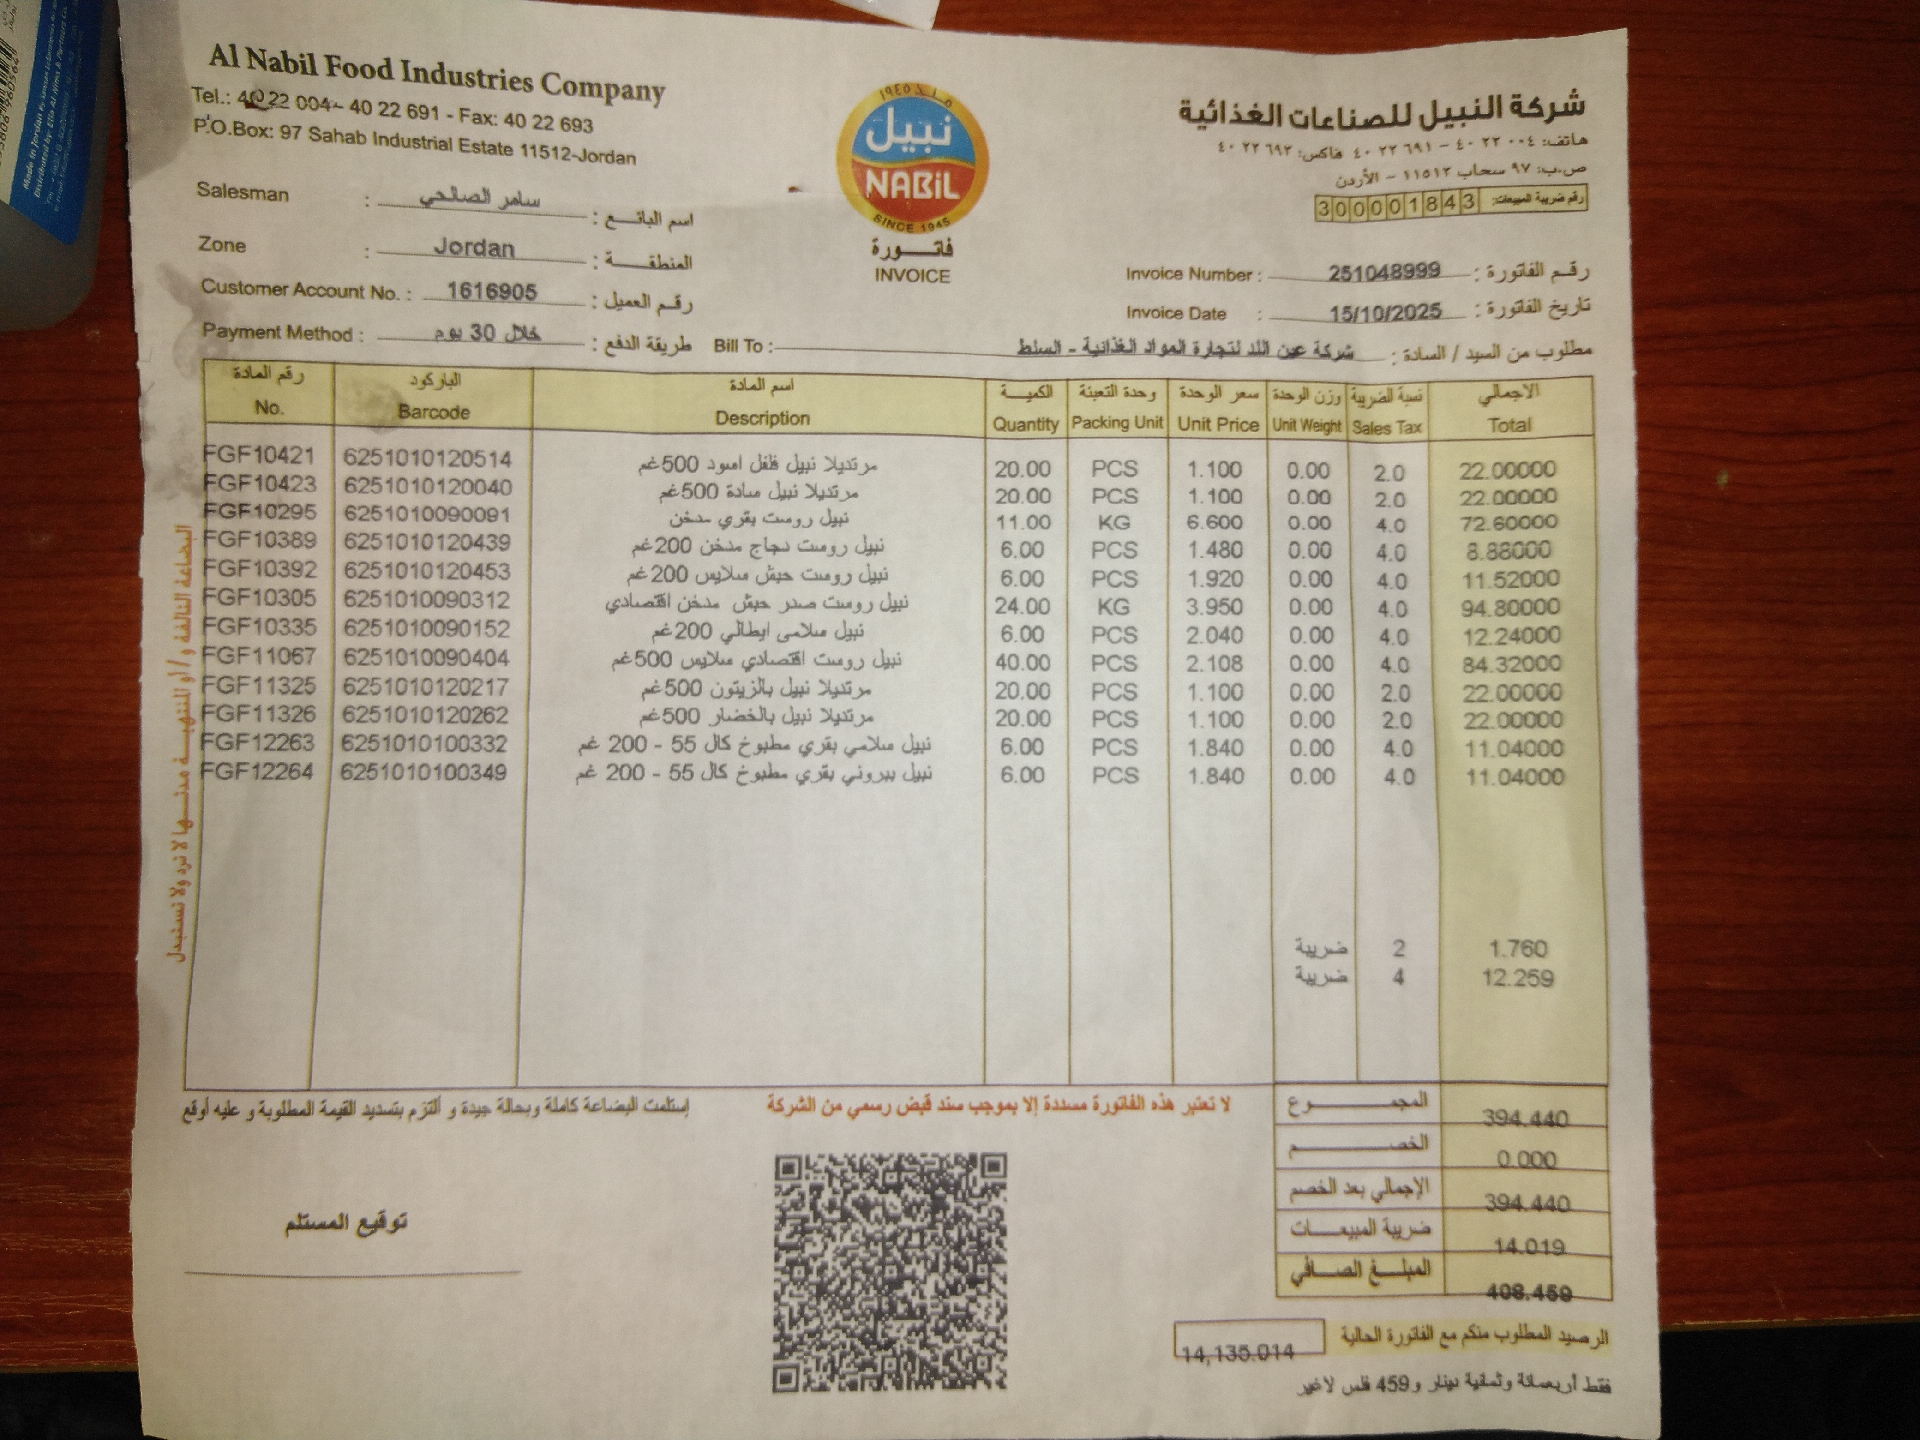 Al Nabil Food Industries Company
Tel.: 40 22 004 - 40 22 691 - Fax: 40 22 693
P.O.Box: 97 Sahab Industrial Estate 11512-Jordan
شركة النبيل للصناعات الغذائية
هاتف: ٤٠ ٢٢ ٠٠٤ - ٤٠ ٢٢ ٦٩١ فاكس: ٤٠ ٢٢ ٦٩٣
ص.ب: ٩٧ سحاب ١١٥١٢ - الأردن
رقم ضريبة المبيعات: 300001843
نبيل
NABIL
SINCE 1945
فاتــورة
INVOICE
Salesman : سامر الصالحي اسم البائع :
Zone : Jordan المنطقة :
Customer Account No. : 1616905 رقم العميل :
Payment Method : خلال 30 يوم طريقة الدفع :
Invoice Number : 251048999 رقم الفاتورة :
Invoice Date : 15/10/2025 تاريخ الفاتورة :
Bill To : شركة عين اللد لتجارة المواد الغذائية - السلط مطلوب من السيد / السادة :
رقم المادة الباركود اسم المادة الكمية وحدة التعبئة سعر الوحدة وزن الوحدة نسبة الضريبة الاجمالي
No. Barcode Description Quantity Packing Unit Unit Price Unit Weight Sales Tax Total
FGF10421 6251010120514 مرتديلا نبيل فلفل اسود 500غم 20.00 PCS 1.100 0.00 2.0 22.00000
FGF10423 6251010120040 مرتديلا نبيل سادة 500غم 20.00 PCS 1.100 0.00 2.0 22.00000
FGF10295 6251010090091 نبيل روست بقري مدخن 11.00 KG 6.600 0.00 4.0 72.60000
FGF10389 6251010120439 نبيل روست دجاج مدخن 200غم 6.00 PCS 1.480 0.00 4.0 8.88000
FGF10392 6251010120453 نبيل روست حبش سلايس 200غم 6.00 PCS 1.920 0.00 4.0 11.52000
FGF10305 6251010090312 نبيل روست صدر حبش مدخن اقتصادي 24.00 KG 3.950 0.00 4.0 94.80000
FGF10335 6251010090152 نبيل سلامى ايطالي 200غم 6.00 PCS 2.040 0.00 4.0 12.24000
FGF11067 6251010090404 نبيل روست اقتصادي سلايس 500غم 40.00 PCS 2.108 0.00 4.0 84.32000
FGF11325 6251010120217 مرتديلا نبيل بالزيتون 500غم 20.00 PCS 1.100 0.00 2.0 22.00000
FGF11326 6251010120262 مرتديلا نبيل بالخضار 500غم 20.00 PCS 1.100 0.00 2.0 22.00000
FGF12263 6251010100332 نبيل سلامي بقري مطبوخ كال 55 - 200 غم 6.00 PCS 1.840 0.00 4.0 11.04000
FGF12264 6251010100349 نبيل ببروني بقري مطبوخ كال 55 - 200 غم 6.00 PCS 1.840 0.00 4.0 11.04000
ضريبة 2 1.760
ضريبة 4 12.259
البضاعة التالفة و/أو المنتهية مدتها لا ترد ولا تستبدل
إستلمت البضاعة كاملة وبحالة جيدة و ألتزم بتسديد القيمة المطلوبة و عليه أوقع
لا تعتبر هذه الفاتورة مسددة إلا بموجب سند قبض رسمي من الشركة
المجمــوع 394.440
الخصــم 0.000
الإجمالي بعد الخصم 394.440
ضريبة المبيعــات 14.019
المبلــغ الصــافي 408.459
توقيع المستلم
الرصيد المطلوب منكم مع الفاتورة الحالية 14,135.014
فقط أربعمائة وثمانية دينار و459 فلس لاغير